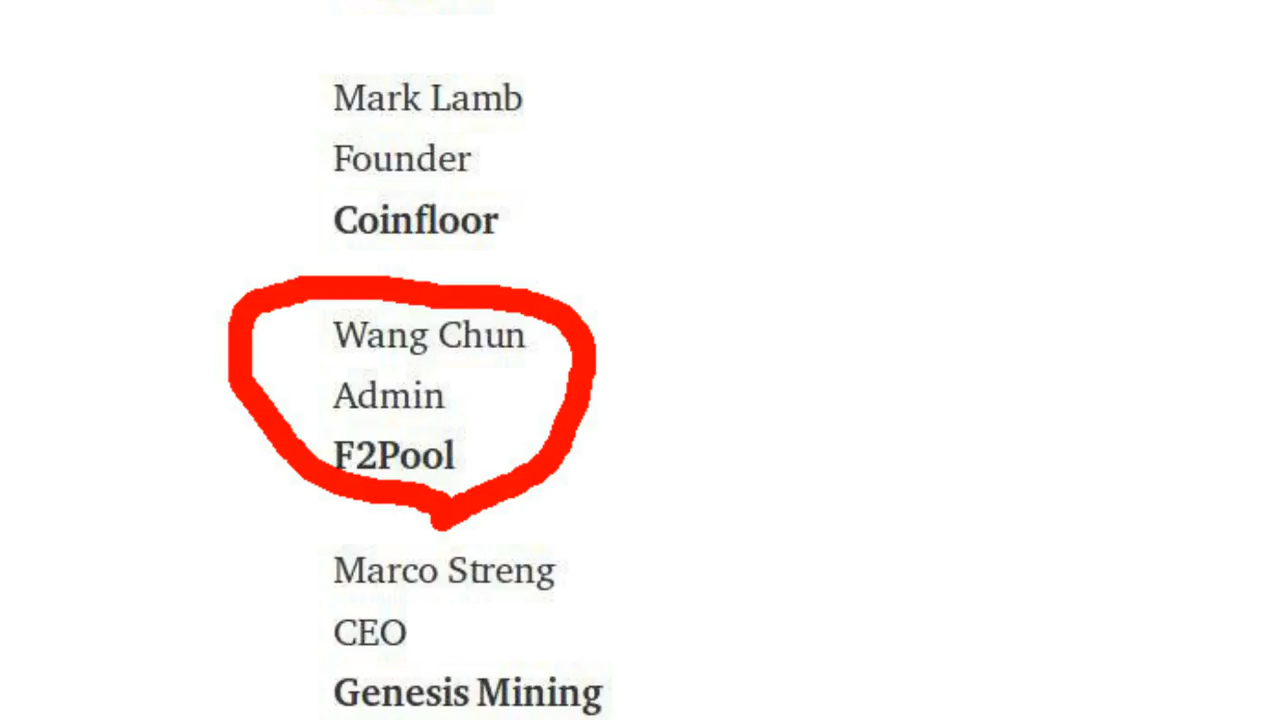 Mark Lamb
Founder
Coinfloor
Wang Chun
Admin
F2Pool
Marco Streng
CEO
Genesis Mining